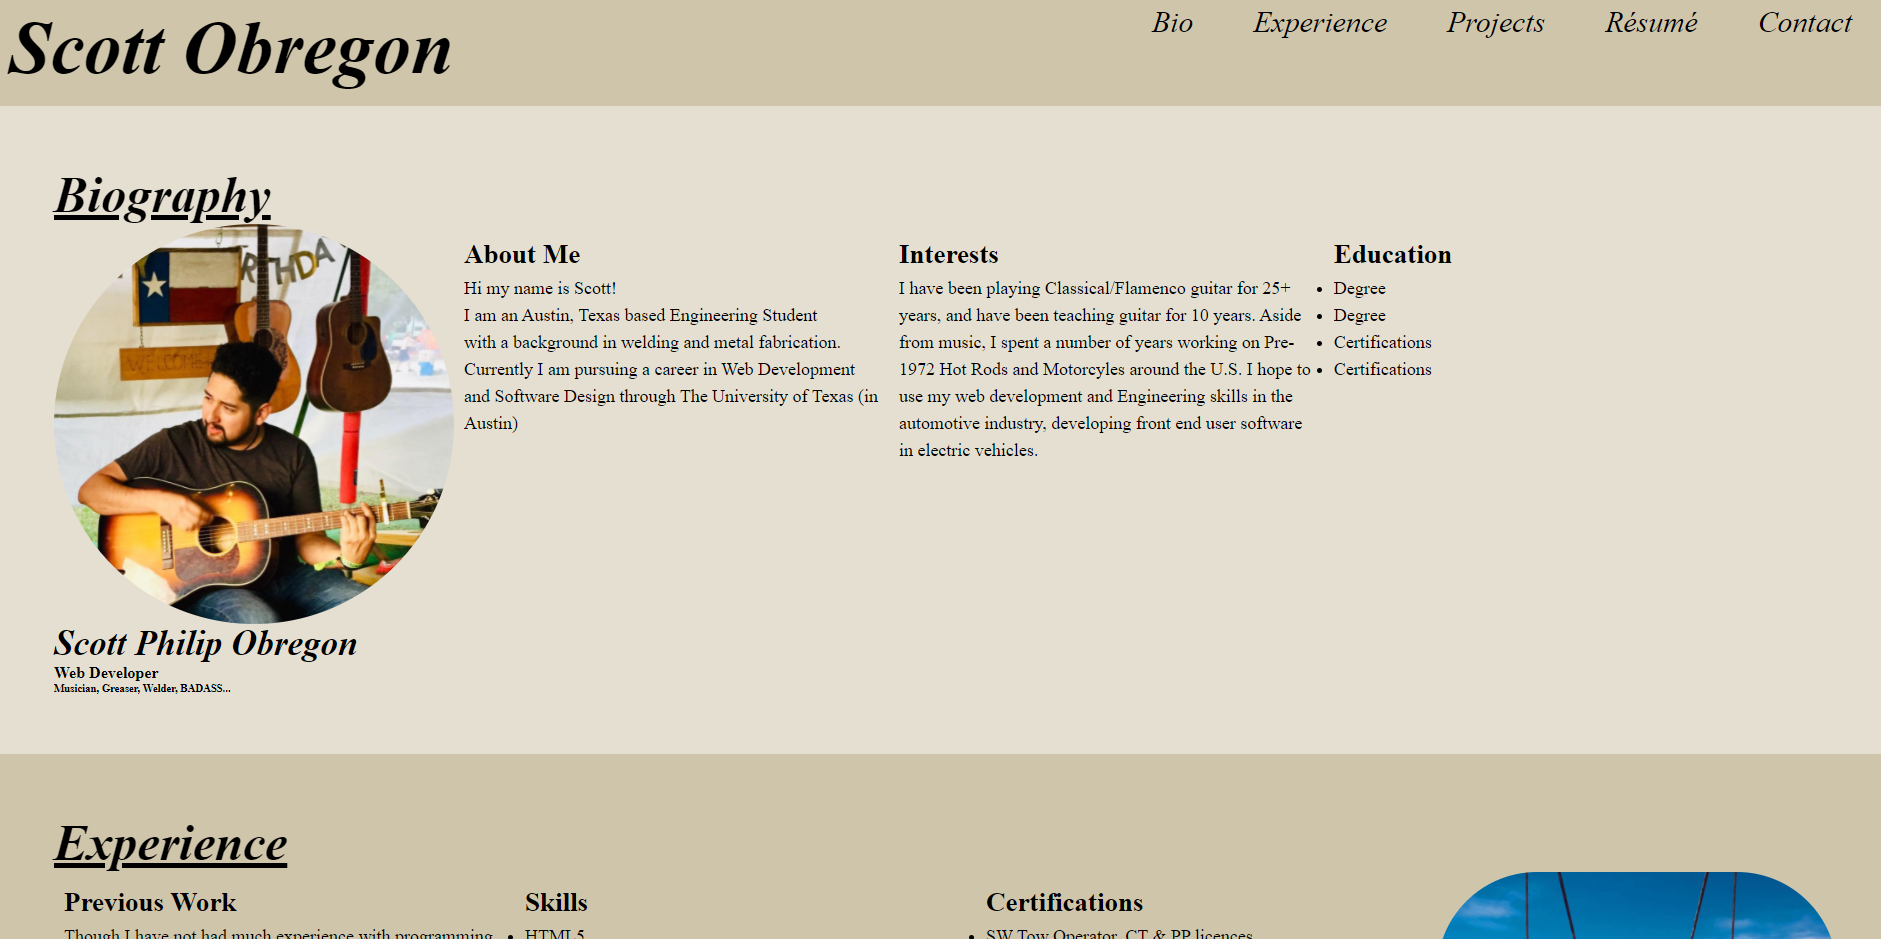 Scott Obregon
Bio Experience Projects Résumé Contact
Biography
RTHDA
WELCOME
Scott Philip Obregon
Web Developer
Musician, Greaser, Welder, BADASS...
About Me
Hi my name is Scott!
I am an Austin, Texas based Engineering Student
with a background in welding and metal fabrication.
Currently I am pursuing a career in Web Development
and Software Design through The University of Texas (in
Austin)
Interests
I have been playing Classical/Flamenco guitar for 25+
years, and have been teaching guitar for 10 years. Aside
from music, I spent a number of years working on Pre-
1972 Hot Rods and Motorcyles around the U.S. I hope to
use my web development and Engineering skills in the
automotive industry, developing front end user software
in electric vehicles.
Education
• Degree
• Degree
• Certifications
• Certifications
Experience
Previous Work
Though I have not had much experience with programming
Skills
• HTML5
Certifications
• SW Tow Operator, CT & PP licences